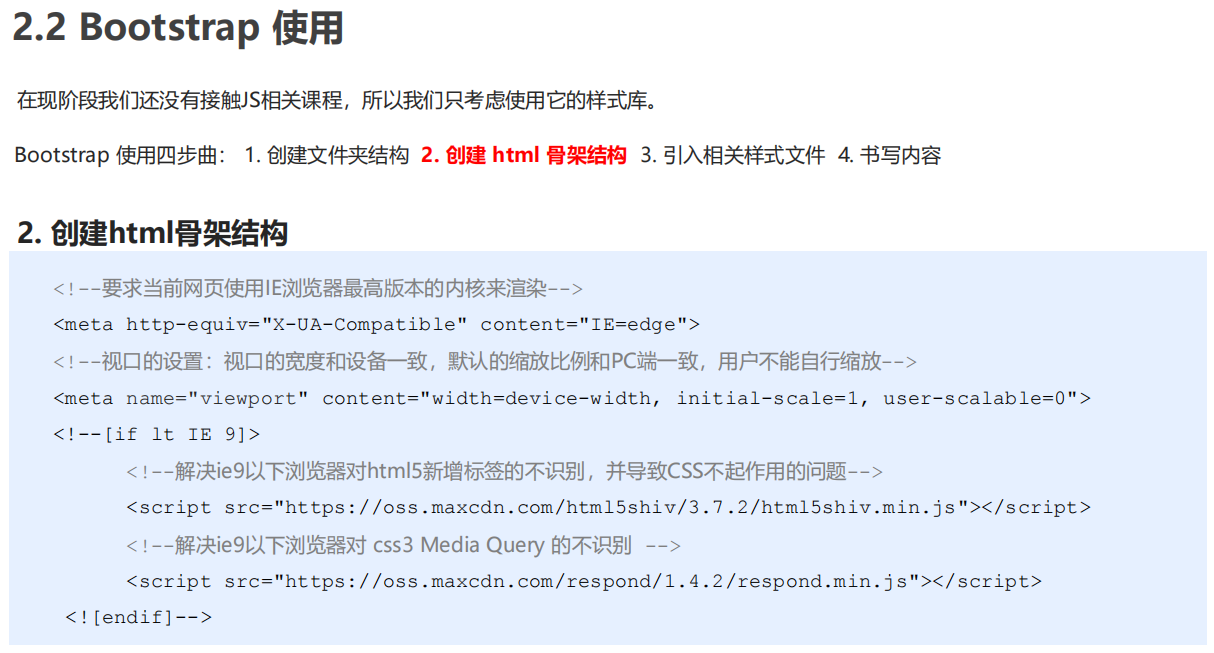 2.2 Bootstrap 使用
在现阶段我们还没有接触JS相关课程，所以我们只考虑使用它的样式库。
Bootstrap 使用四步曲： 1. 创建文件夹结构 2. 创建 html 骨架结构 3. 引入相关样式文件 4. 书写内容
2. 创建html骨架结构
<!--要求当前网页使用IE浏览器最高版本的内核来渲染-->
<meta http-equiv="X-UA-Compatible" content="IE=edge">
<!--视口的设置：视口的宽度和设备一致，默认的缩放比例和PC端一致，用户不能自行缩放-->
<meta name="viewport" content="width=device-width, initial-scale=1, user-scalable=0">
<!--[if lt IE 9]>
<!--解决ie9以下浏览器对html5新增标签的不识别，并导致CSS不起作用的问题-->
<script src="https://oss.maxcdn.com/html5shiv/3.7.2/html5shiv.min.js"></script>
<!--解决ie9以下浏览器对 css3 Media Query 的不识别 -->
<script src="https://oss.maxcdn.com/respond/1.4.2/respond.min.js"></script>
<![endif]-->